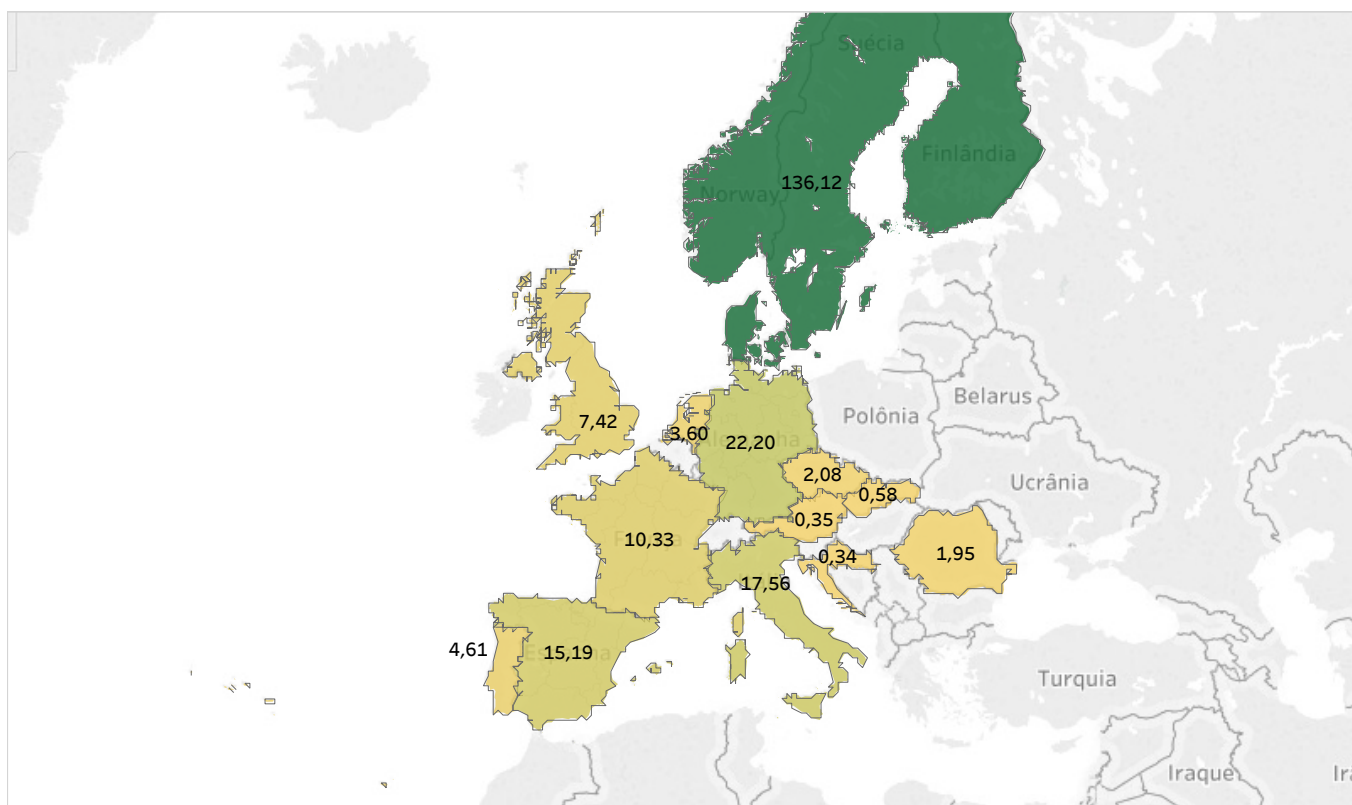 Suécia
Finlândia
136,12
Norway
Belarus
Polônia
7,42
3,60
22,20
2,08
Ucrânia
0,58
0,35
10,33
0,34
1,95
17,56
4,61
15,19
Turquia
Iraque